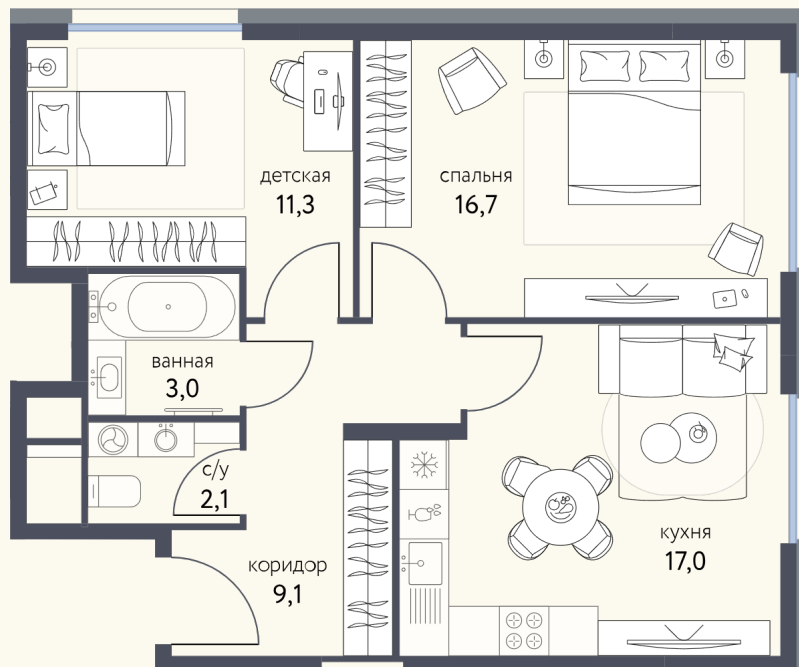 детская
11,3
спальня
16,7
ванная
3,0
с/у
2,1
коридор
9,1
кухня
17,0